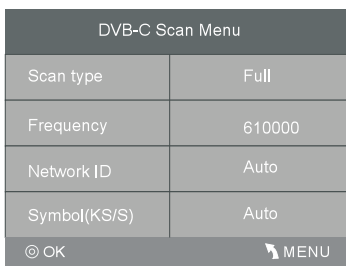 DVB-C Scan Menu
Scan type Full
Frequency 610000
Network ID Auto
Symbol(KS/S) Auto
OK MENU